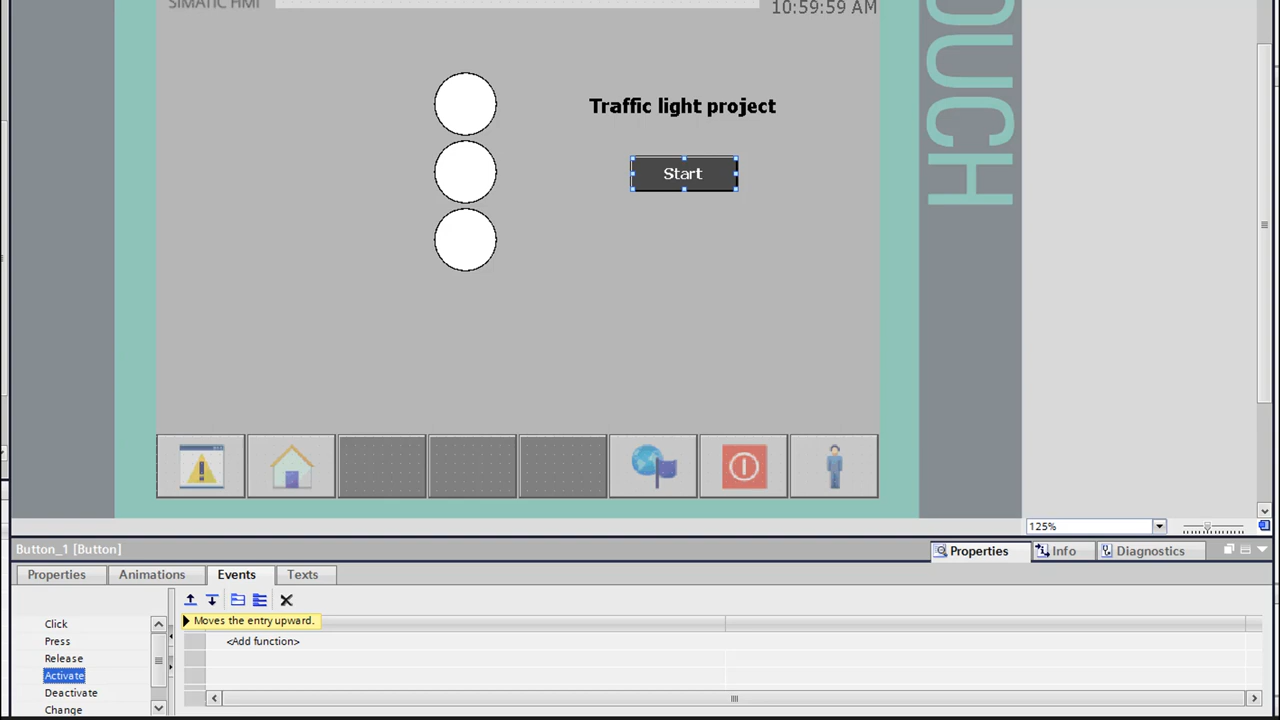 SIMATIC HMI
10:59:59 AM
OUCH
Traffic light project
Start
125%
Button_1 [Button]
Properties
Info
Diagnostics
Properties
Animations
Events
Texts
Moves the entry upward.
Click
Press
<Add function>
Release
Activate
Deactivate
Change